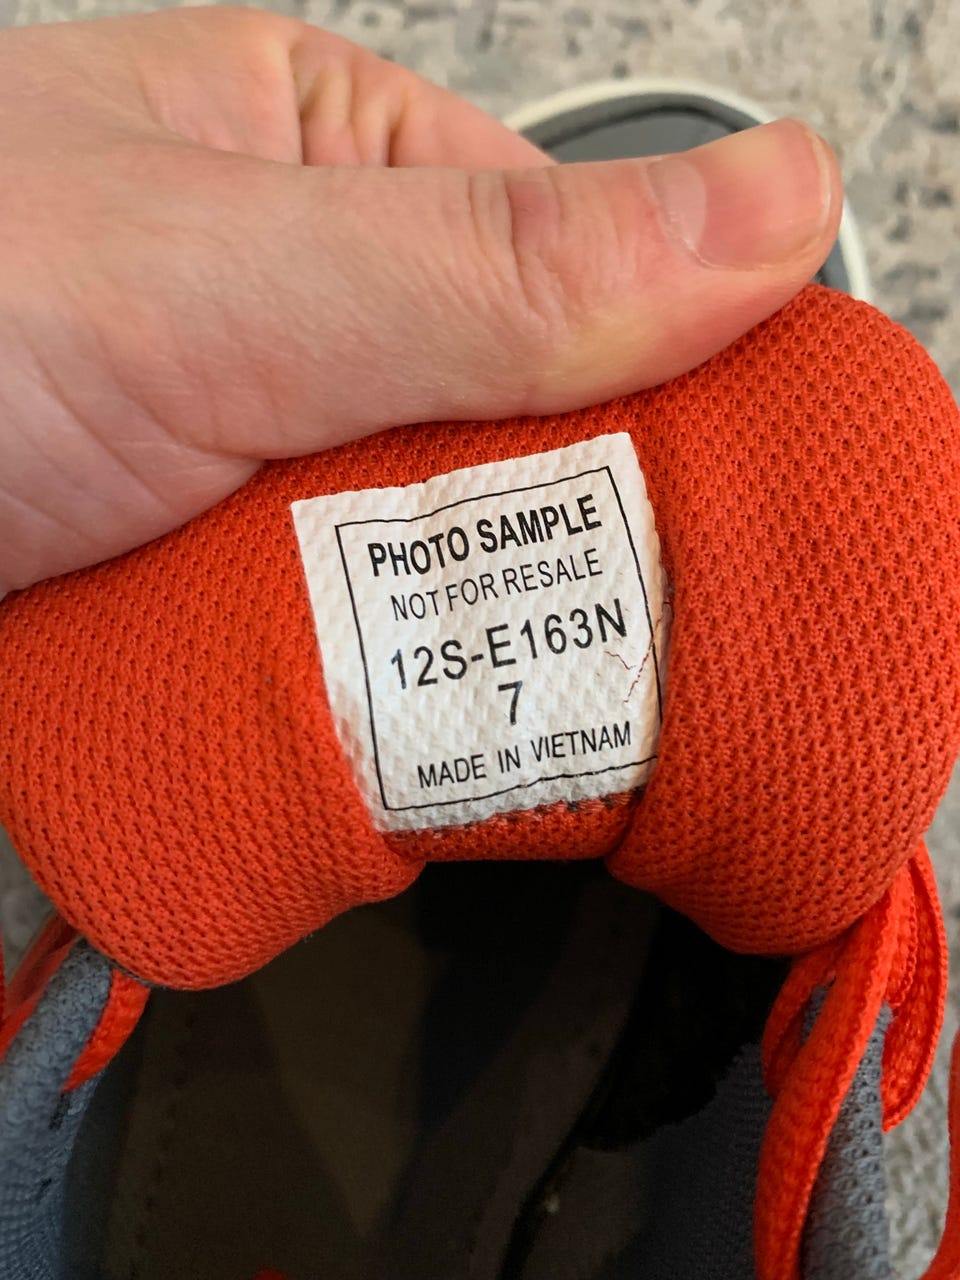 PHOTO SAMPLE
NOT FOR RESALE
12S-E163N
7
MADE IN VIETNAM